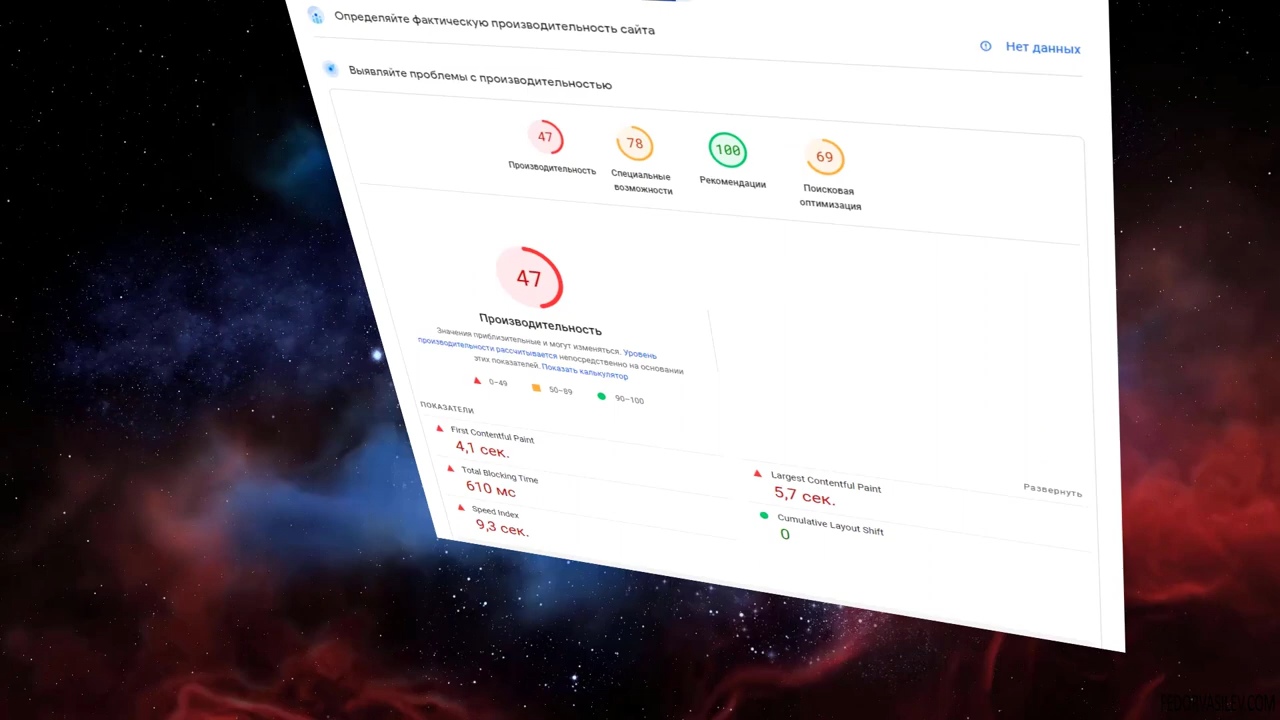 Определяйте фактическую производительность сайта
Нет данных
Выявляйте проблемы с производительностью
47
78
100
69
Производительность
Специальные
возможности
Рекомендации
Поисковая
оптимизация
47
Производительность
Значения приблизительные и могут изменяться. Уровень
производительности рассчитывается непосредственно на основании
этих показателей. Показать калькулятор
0–49
50–89
90–100
ПОКАЗАТЕЛИ
Развернуть
First Contentful Paint
4,1 сек.
Largest Contentful Paint
5,7 сек.
Total Blocking Time
610 мс
Cumulative Layout Shift
0
Speed Index
9,3 сек.
FEDORVASILEV.COM